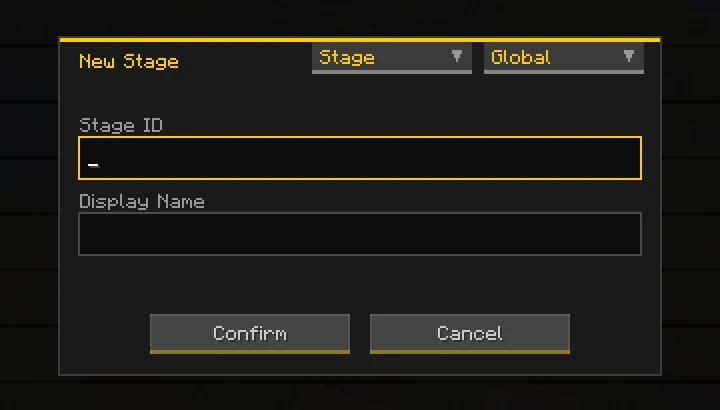 New Stage
Stage
Global
Stage ID
_
Display Name
Confirm
Cancel